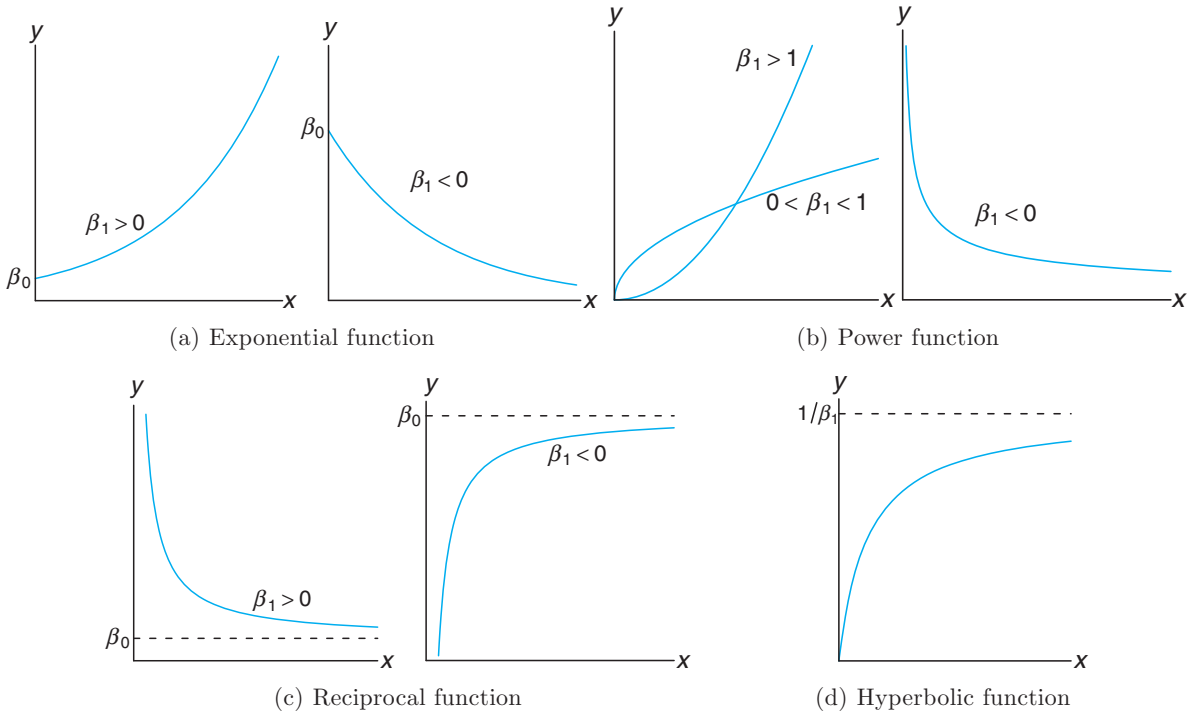 y
β₁ > 0
β₀
x
y
β₀
β₁ < 0
x
(a) Exponential function
y
β₁ > 1
0 < β₁ < 1
x
y
β₁ < 0
x
(b) Power function
y
β₁ > 0
β₀
x
y
β₀
β₁ < 0
x
(c) Reciprocal function
y
1/β₁
x
(d) Hyperbolic function